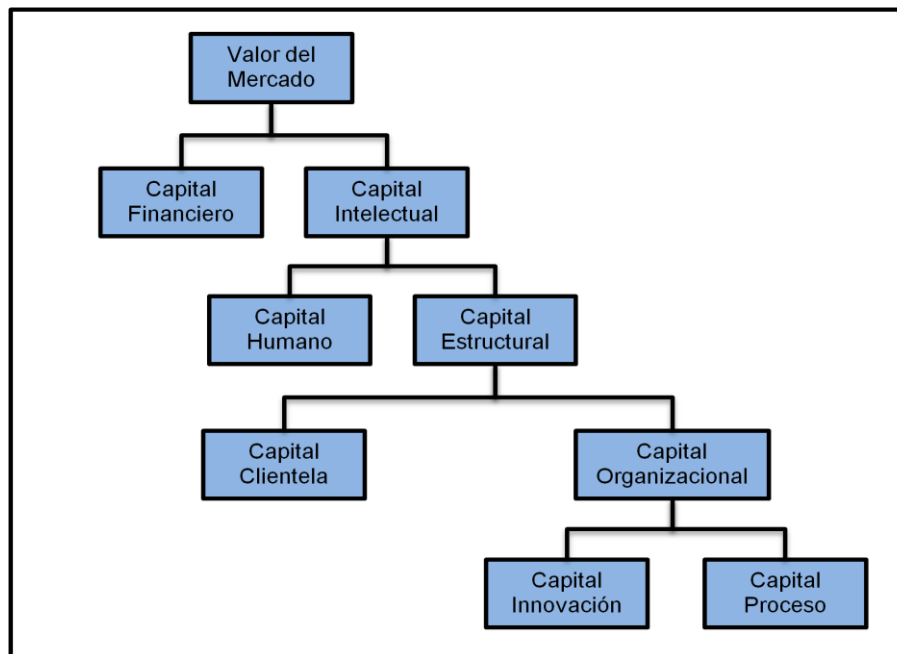 Valor del
Mercado
Capital
Financiero
Capital
Intelectual
Capital
Humano
Capital
Estructural
Capital
Clientela
Capital
Organizacional
Capital
Innovación
Capital
Proceso